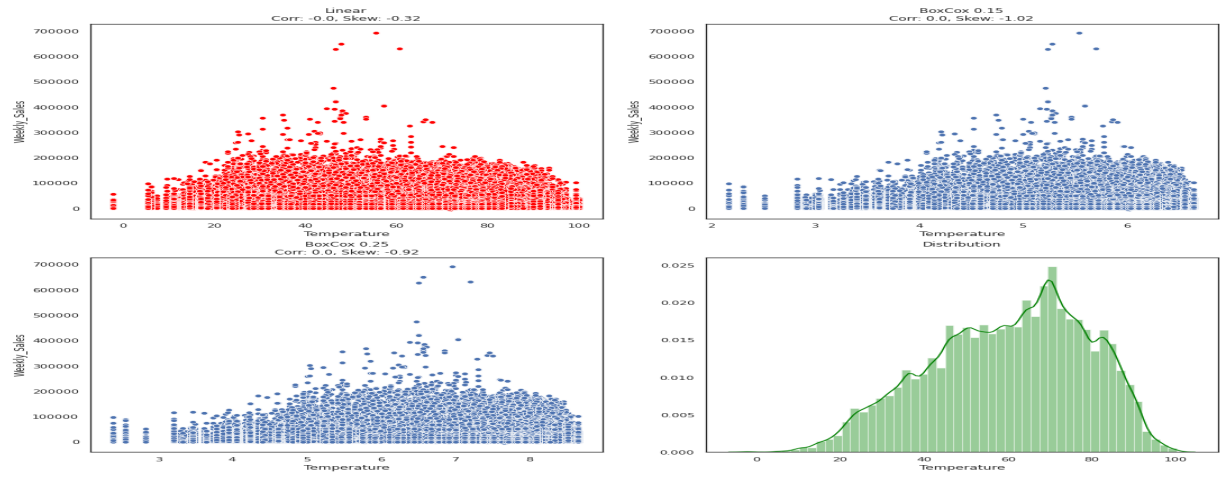 Linear
Corr: -0.0, Skew: -0.32
700000
600000
500000
400000
300000
200000
100000
0
Weekly_Sales
0 20 40 60 80 100
Temperature
BoxCox 0.15
Corr: 0.0, Skew: -1.02
700000
600000
500000
400000
300000
200000
100000
0
Weekly_Sales
2 3 4 5 6
Temperature
BoxCox 0.25
Corr: 0.0, Skew: -0.92
700000
600000
500000
400000
300000
200000
100000
0
Weekly_Sales
3 4 5 6 7 8
Temperature
Distribution
0.025
0.020
0.015
0.010
0.005
0.000
0 20 40 60 80 100
Temperature